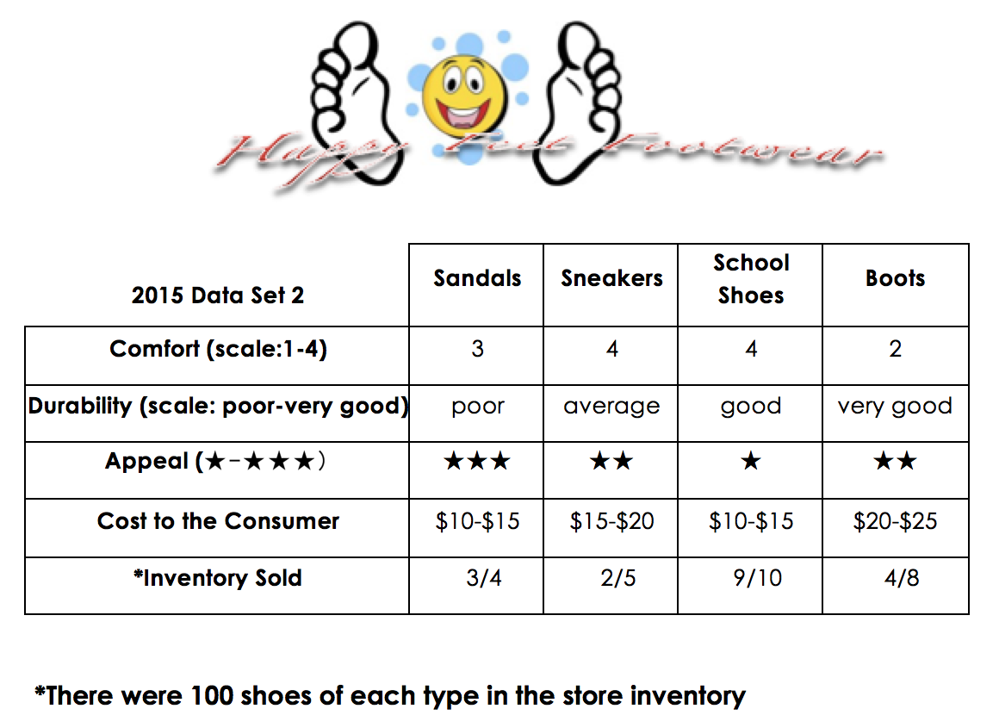 Happy Feet Footwear
2015 Data Set 2
Sandals Sneakers School Shoes Boots
Comfort (scale:1-4) 3 4 4 2
Durability (scale: poor-very good) poor average good very good
Appeal (★-★★★) ★★★ ★★ ★ ★★
Cost to the Consumer $10-$15 $15-$20 $10-$15 $20-$25
*Inventory Sold 3/4 2/5 9/10 4/8
*There were 100 shoes of each type in the store inventory